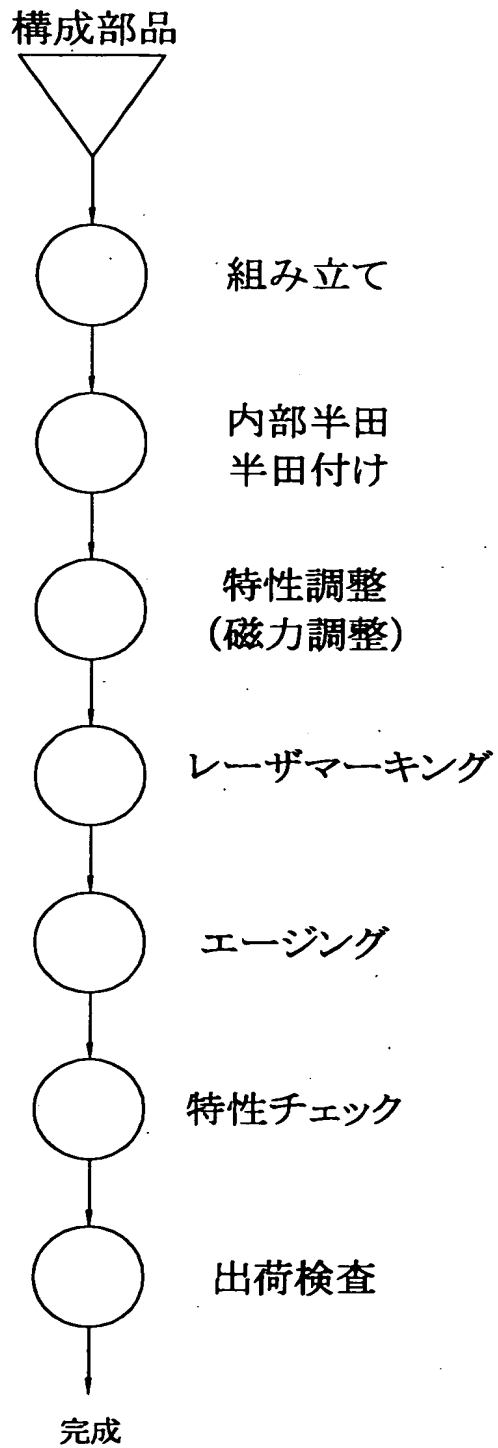 構成部品
組み立て
内部半田
半田付け
特性調整
(磁力調整)
レーザマーキング
エージング
特性チェック
出荷検査
完成